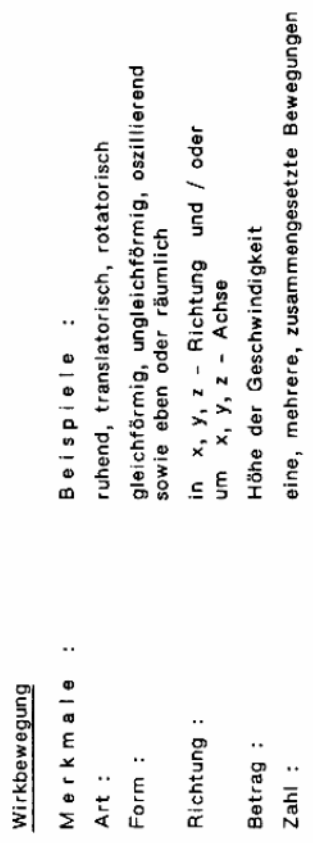 Wirkbewegung
Merkmale : Beispiele :
Art : ruhend, translatorisch, rotatorisch
Form : gleichförmig, ungleichförmig, oszillierend
sowie eben oder räumlich
Richtung : in x, y, z - Richtung und / oder
um x, y, z - Achse
Betrag : Höhe der Geschwindigkeit
Zahl : eine, mehrere, zusammengesetzte Bewegungen